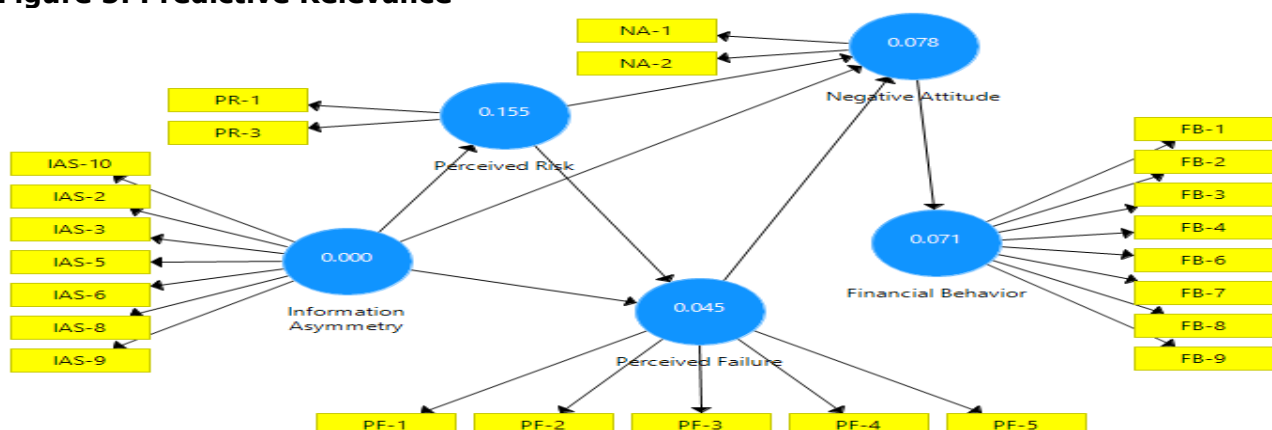 Figure 3: Predictive Relevance
NA-1
NA-2
0.078
Negative Attitude
PR-1
PR-3
0.155
Perceived Risk
IAS-10
IAS-2
IAS-3
IAS-5
IAS-6
IAS-8
IAS-9
0.000
Information
Asymmetry
0.045
Perceived Failure
PF-1
PF-2
PF-3
PF-4
PF-5
0.071
Financial Behavior
FB-1
FB-2
FB-3
FB-4
FB-6
FB-7
FB-8
FB-9